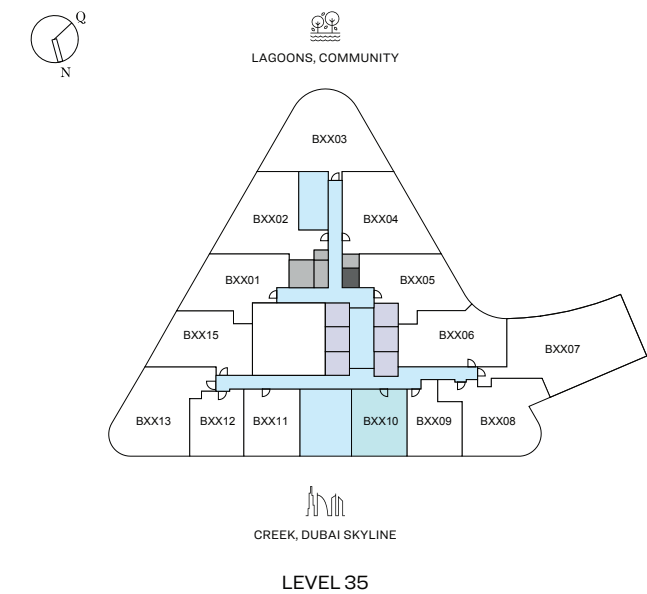 Q
N
LAGOONS, COMMUNITY
BXX03
BXX02
BXX04
BXX01
BXX05
BXX15
BXX06
BXX07
BXX13
BXX12
BXX11
BXX10
BXX09
BXX08
CREEK, DUBAI SKYLINE
LEVEL 35